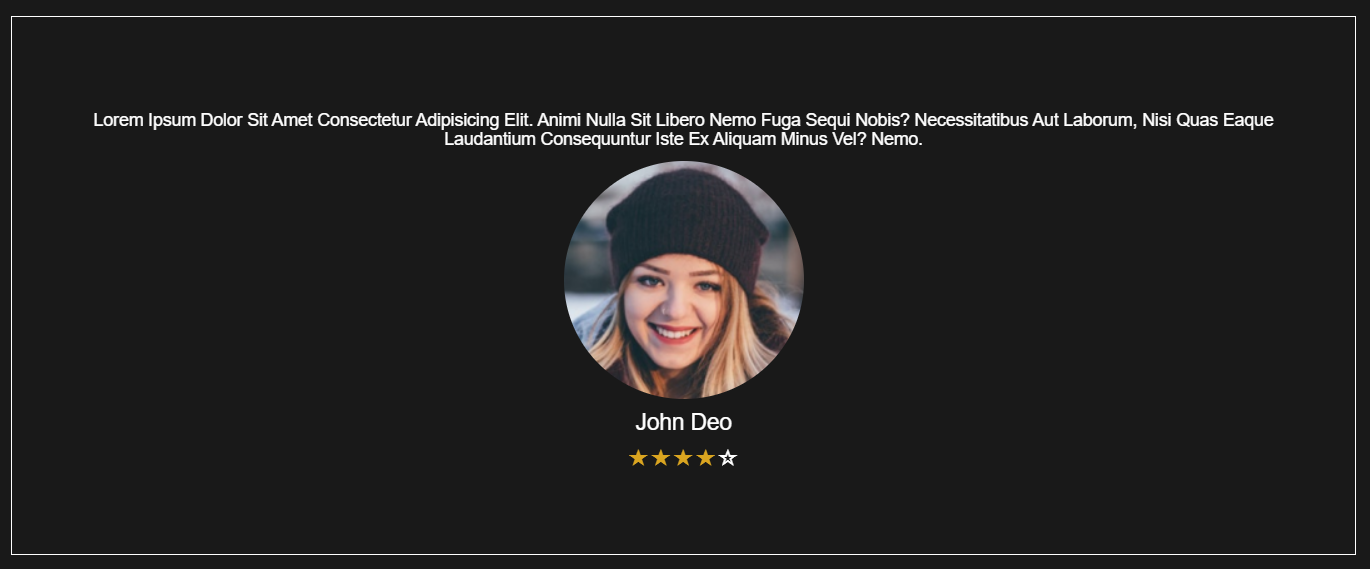 Lorem Ipsum Dolor Sit Amet Consectetur Adipisicing Elit. Animi Nulla Sit Libero Nemo Fuga Sequi Nobis? Necessitatibus Aut Laborum, Nisi Quas Eaque
Laudantium Consequuntur Iste Ex Aliquam Minus Vel? Nemo.
John Deo